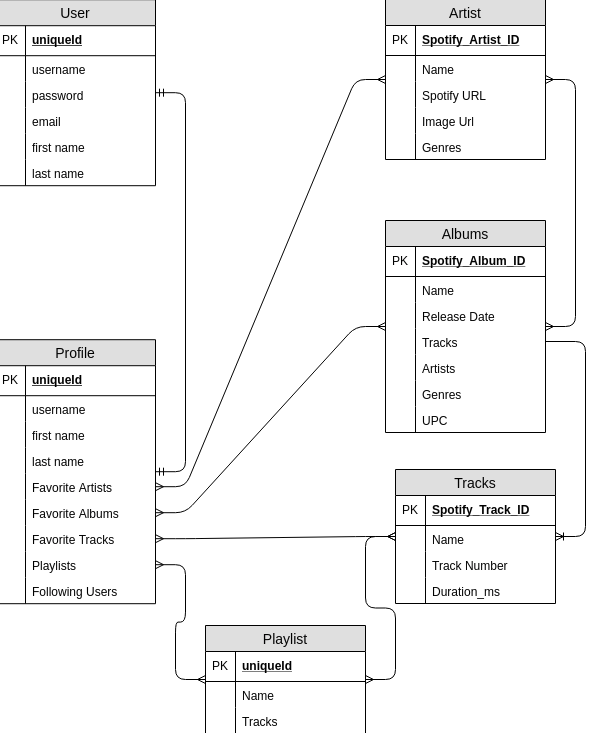 User
PK uniqueId
username
password
email
first name
last name
Artist
PK Spotify_Artist_ID
Name
Spotify URL
Image Url
Genres
Albums
PK Spotify_Album_ID
Name
Release Date
Tracks
Artists
Genres
UPC
Profile
PK uniqueId
username
first name
last name
Favorite Artists
Favorite Albums
Favorite Tracks
Playlists
Following Users
Tracks
PK Spotify_Track_ID
Name
Track Number
Duration_ms
Playlist
PK uniqueId
Name
Tracks